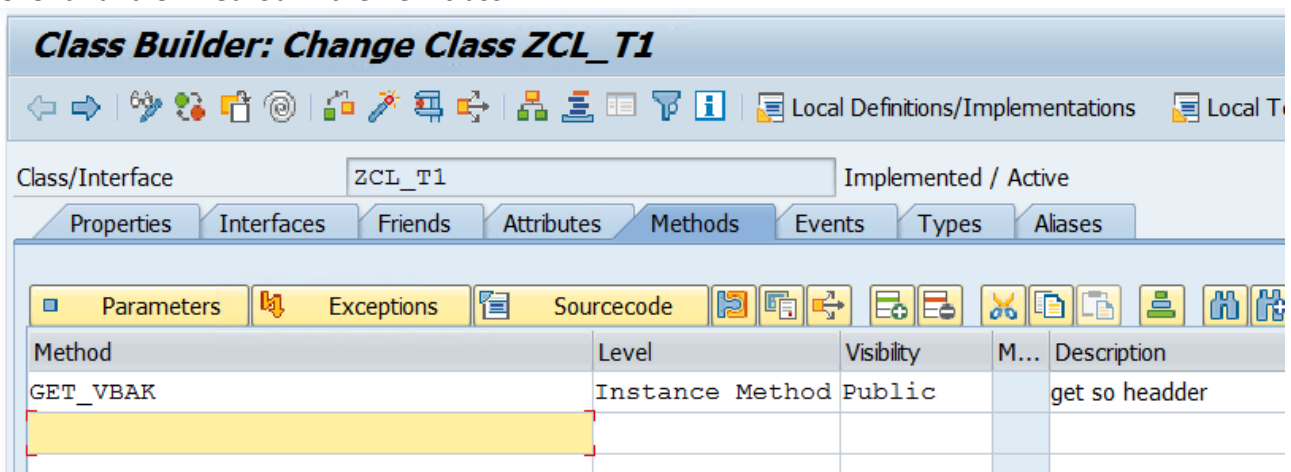 Class Builder: Change Class ZCL_T1
Local Definitions/Implementations Local T
Class/Interface ZCL_T1 Implemented / Active
Properties Interfaces Friends Attributes Methods Events Types Aliases
Parameters Exceptions Sourcecode
Method Level Visibility M... Description
GET_VBAK Instance Method Public get so headder